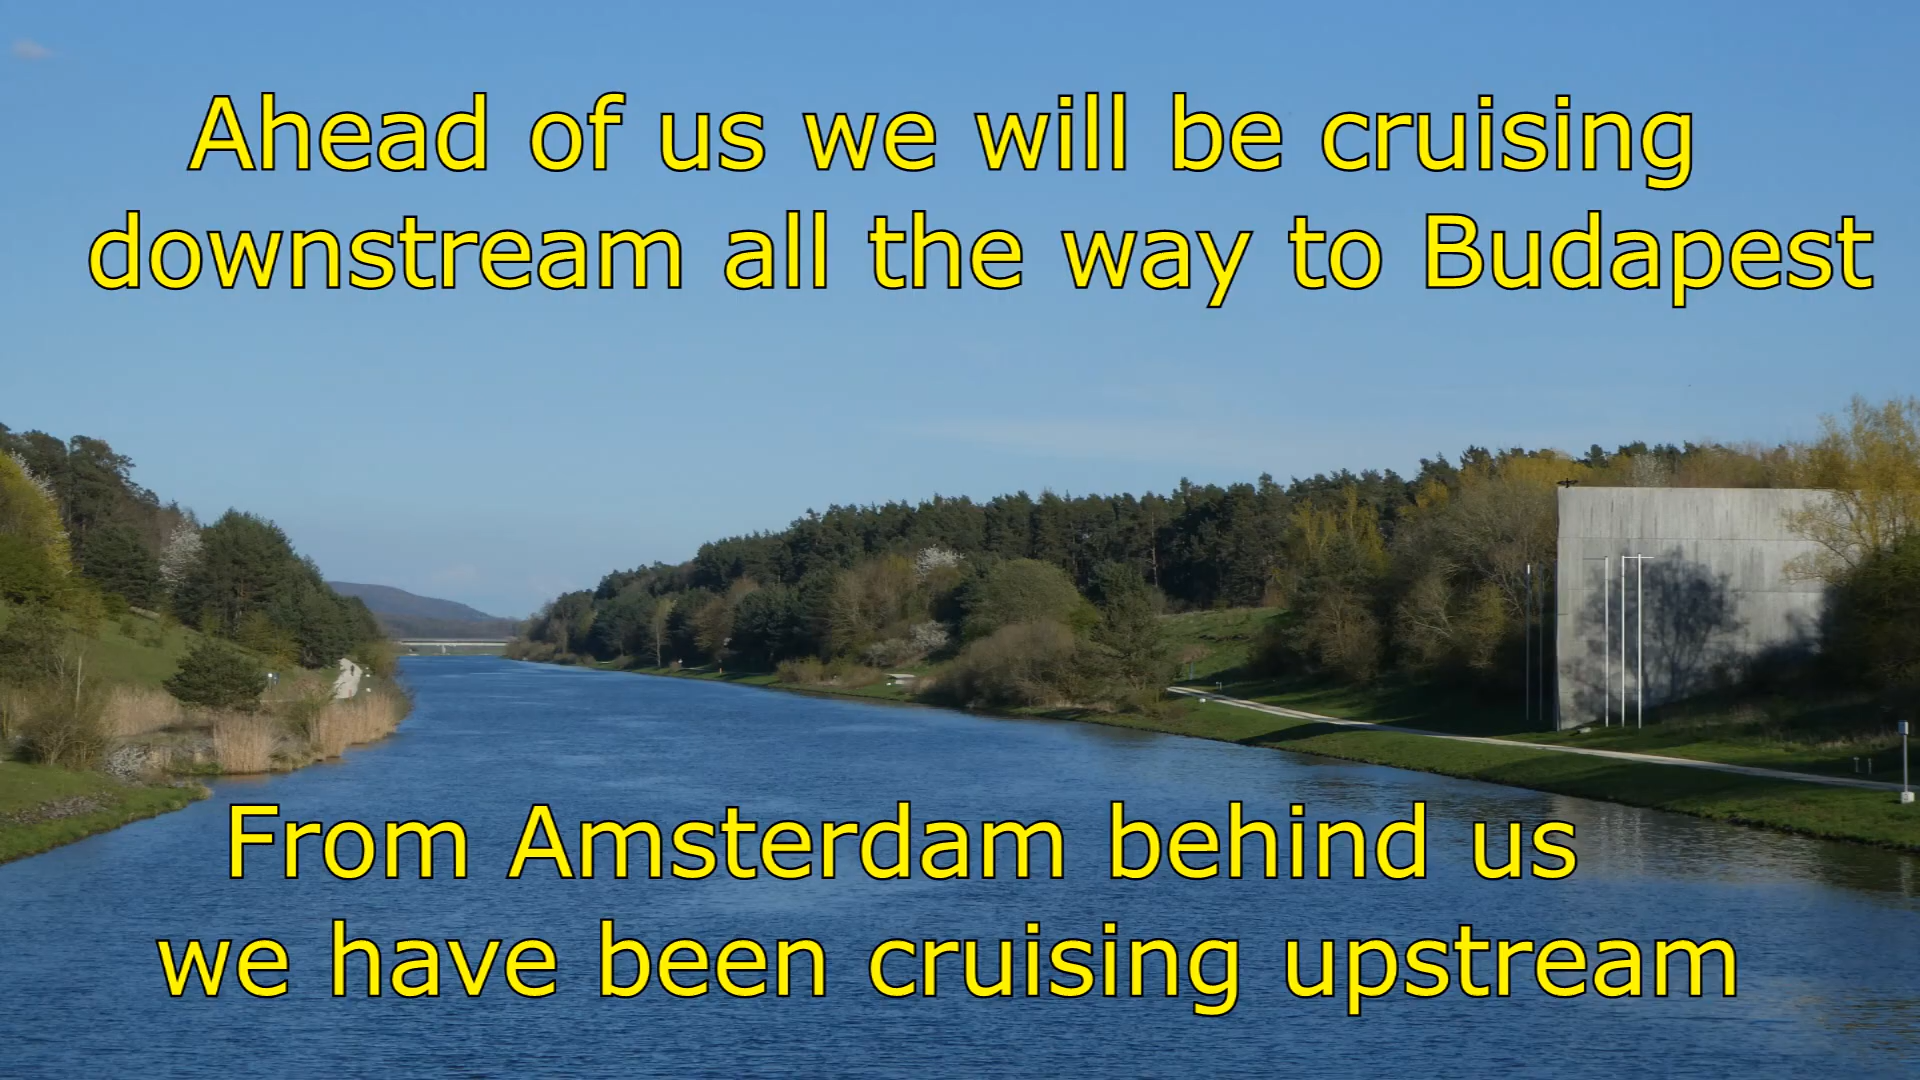 Ahead of us we will be cruising
downstream all the way to Budapest
From Amsterdam behind us
we have been cruising upstream